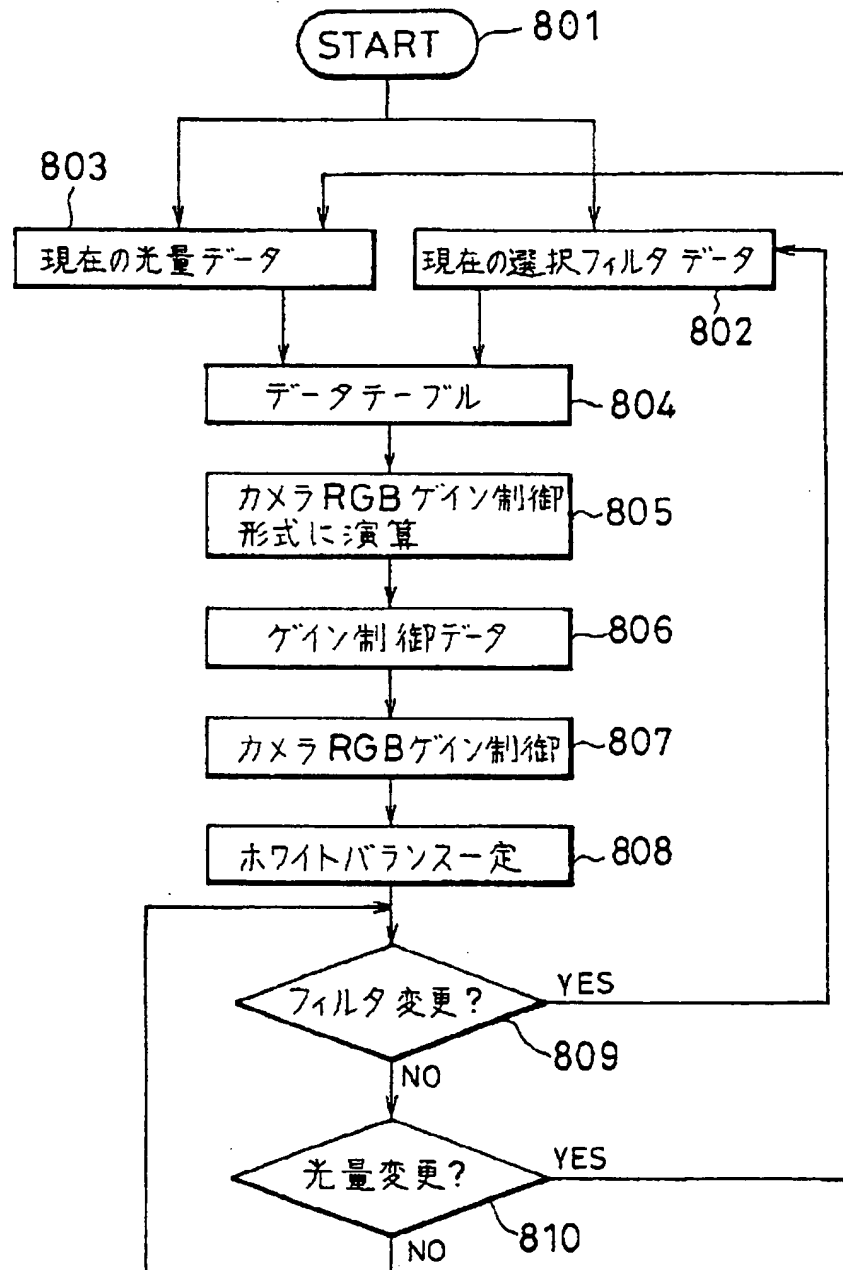 START
801
803
現在の光量データ
現在の選択フィルタデータ
802
データテーブル
804
カメラRGBゲイン制御
形式に演算
805
ゲイン制御データ
806
カメラRGBゲイン制御
807
ホワイトバランス一定
808
フィルタ変更?
YES
809
NO
光量変更?
YES
810
NO